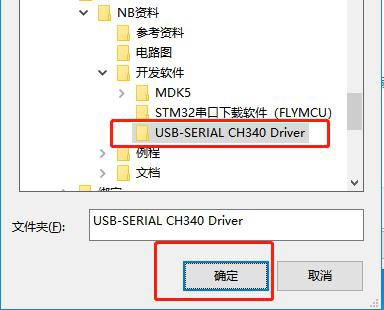 NB资料
参考资料
电路图
开发软件
MDK5
STM32串口下载软件（FLYMCU）
USB-SERIAL CH340 Driver
例程
文档
文件夹(F):
USB-SERIAL CH340 Driver
确定
取消